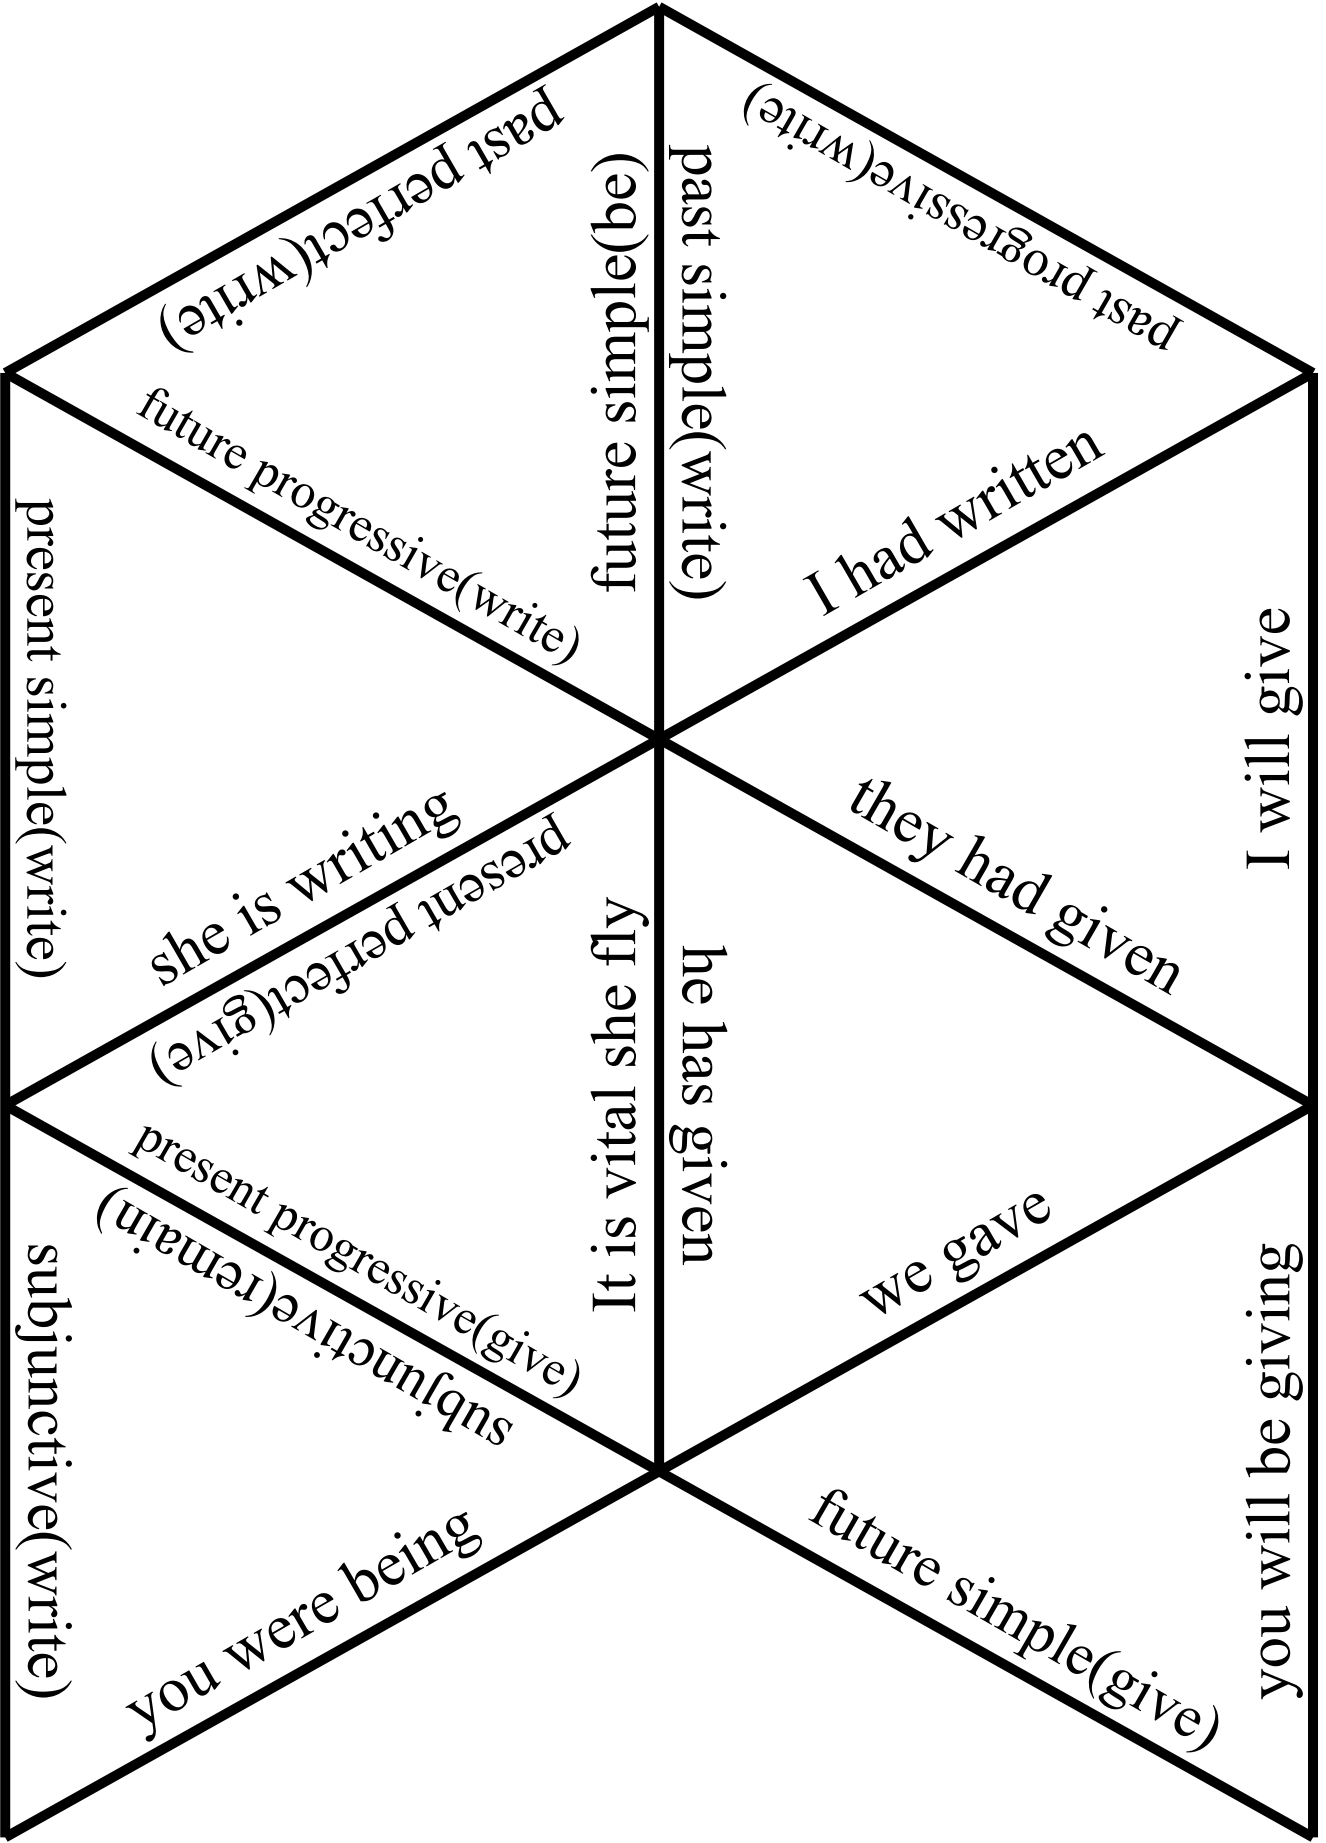 past perfect(write)
future simple(be)
past simple(write)
past progressive(write)
future progressive(write)
I had written
present simple(write)
she is writing
I will give
they had given
present perfect(give)
It is vital she fly
he has given
present progressive(give)
we gave
subjunctive(remain)
subjunctive(write)
you were being
future simple(give)
you will be giving